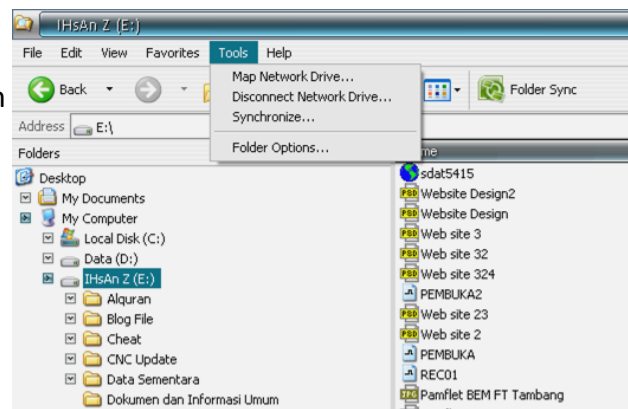 IHsAn Z (E:)
File Edit View Favorites Tools Help
Map Network Drive...
Disconnect Network Drive...
Synchronize...
Folder Options...
Back
Folder Sync
Address E:\
Folders
Desktop
My Documents
My Computer
Local Disk (C:)
Data (D:)
IHsAn Z (E:)
Alquran
Blog File
Cheat
CNC Update
Data Sementara
Dokumen dan Informasi Umum
me
sdat5415
Website Design2
Website Design
Web site 3
Web site 32
Web site 324
PEMBUKA2
Web site 23
Web site 2
PEMBUKA
REC01
Pamflet BEM FT Tambang